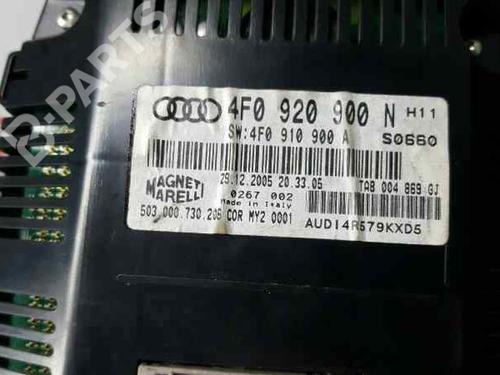 B-PARTS
4F0 920 900 N H11
SW:4F0 910 900 A S0660
29.12.2005 20.33.05 TAB 004 869 GJ
MAGNETI MARELLI 0267 002
Made in Italy
503.000.730.206 COR MY2 0001 AUDI4R579KXD5